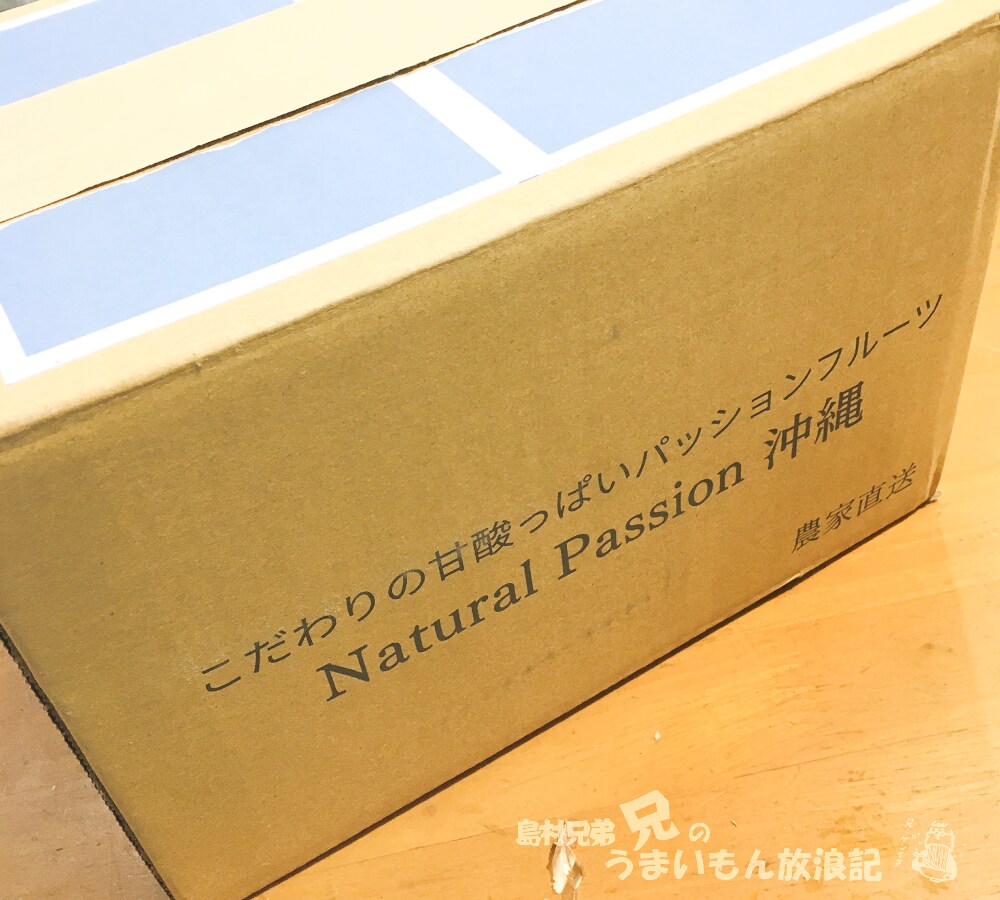 こだわりの甘酸っぱいパッションフルーツ
Natural Passion 沖縄
農家直送
島村兄弟 兄の
うまいもん放浪記